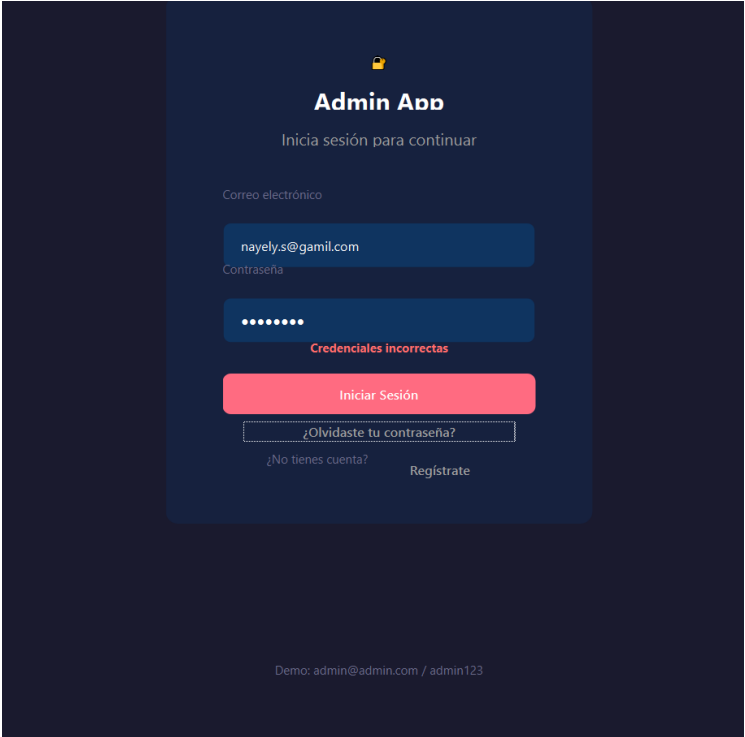 Admin App
Inicia sesión para continuar
Correo electrónico
nayely.s@gamil.com
Contraseña
••••••••
Credenciales incorrectas
Iniciar Sesión
¿Olvidaste tu contraseña?
¿No tienes cuenta? Regístrate
Demo: admin@admin.com / admin123